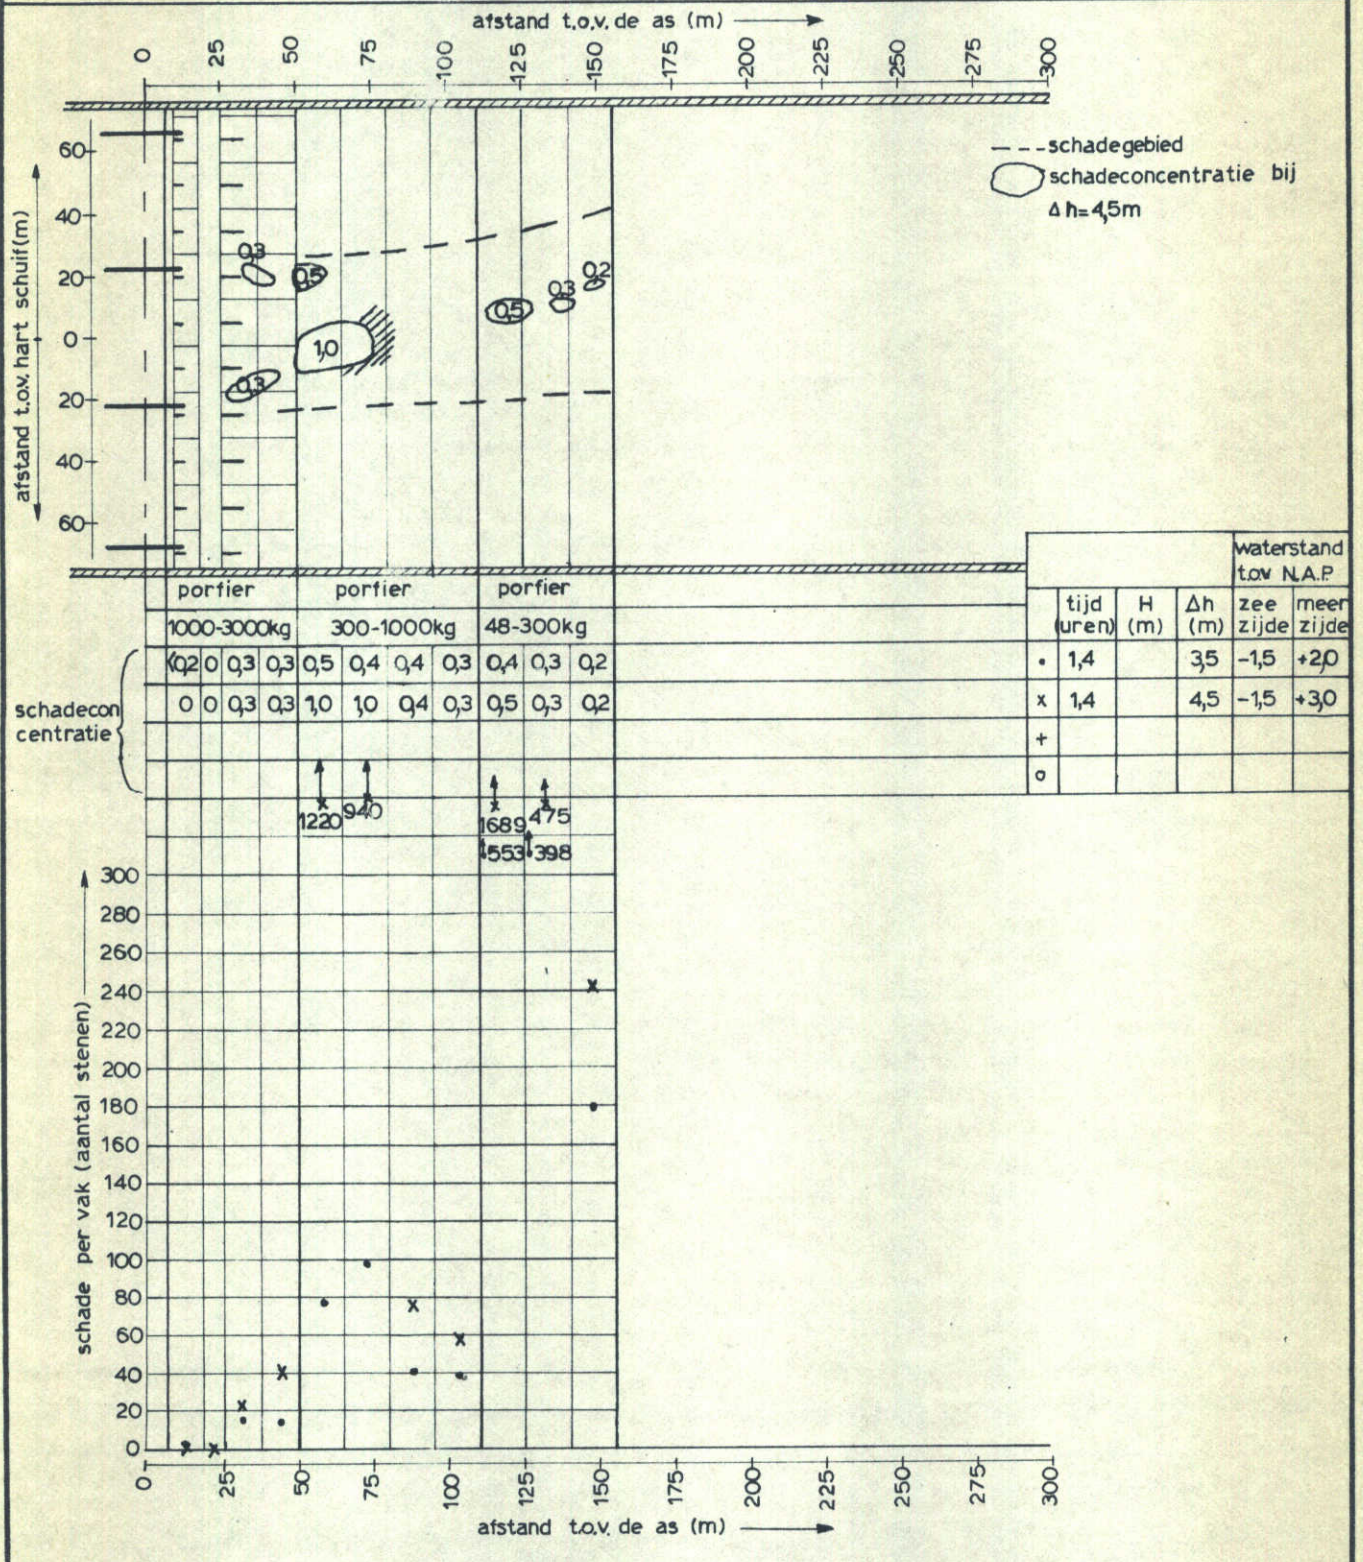 afstand t.o.v. de as (m)
0 25 50 75 100 125 150 175 200 225 250 275 300
afstand t.o.v. hart schuif (m)
60
40
20
0
20
40
60
---schadegebied
schadeconcentratie bij
Δh=4,5m
0,3
0,5
1,0
0,3
0,5
0,3
0,2
waterstand
t.o.v N.A.P.
tijd (uren) H (m) Δh (m) zee zijde meer zijde
• 1,4 3,5 -1,5 +2,0
x 1,4 4,5 -1,5 +3,0
+
o
porfier porfier porfier
1000-3000kg 300-1000kg 48-300kg
schadecon
centratie
<0,2 0 0,3 0,3 0,5 0,4 0,4 0,3 0,4 0,3 0,2
0 0 0,3 0,3 1,0 1,0 0,4 0,3 0,5 0,3 0,2
1220 940 1689 475
553 398
schade per vak (aantal stenen)
300
280
260
240
220
200
180
160
140
120
100
80
60
40
20
0
0 25 50 75 100 125 150 175 200 225 250 275 300
afstand t.o.v. de as (m)